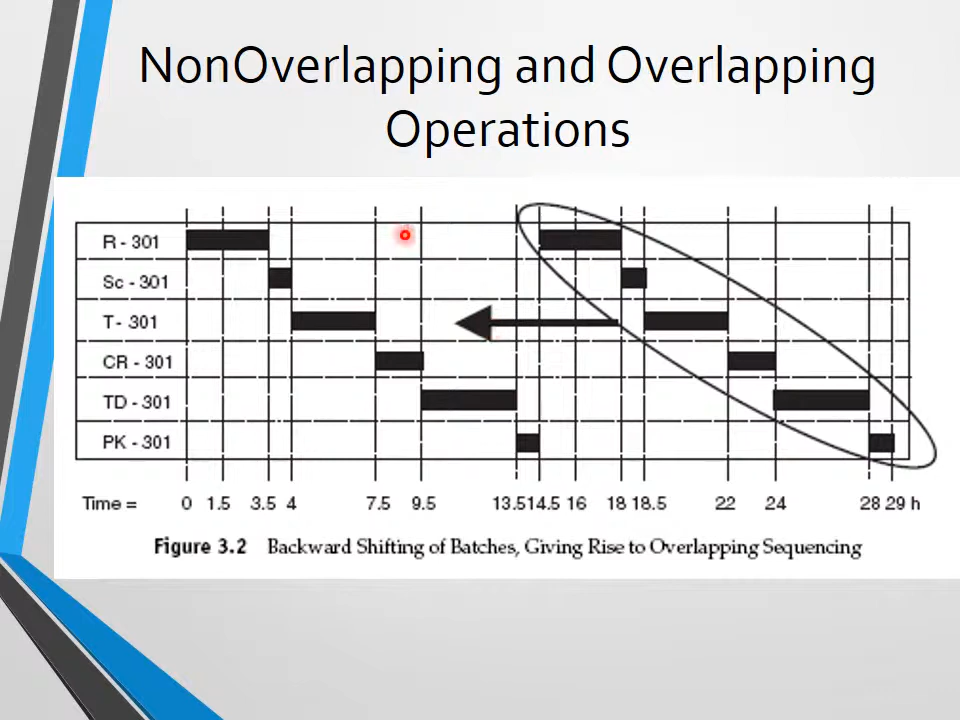 NonOverlapping and Overlapping
Operations
R - 301
Sc - 301
T - 301
CR - 301
TD - 301
PK - 301
Time = 0 1.5 3.5 4 7.5 9.5 13.5 14.5 16 18 18.5 22 24 28 29 h
Figure 3.2 Backward Shifting of Batches, Giving Rise to Overlapping Sequencing